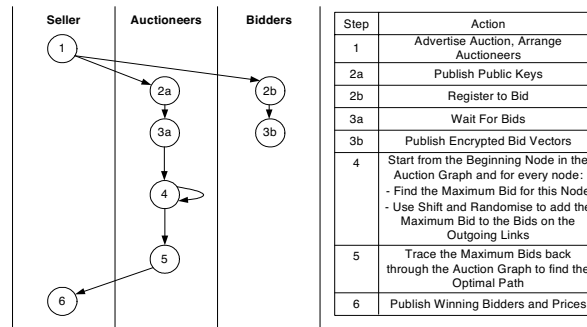 Seller Auctioneers Bidders
1
2a 2b
3a 3b
4
5
6
Step Action
1 Advertise Auction, Arrange
Auctioneers
2a Publish Public Keys
2b Register to Bid
3a Wait For Bids
3b Publish Encrypted Bid Vectors
4 Start from the Beginning Node in the
Auction Graph and for every node:
- Find the Maximum Bid for this Node
- Use Shift and Randomise to add the
Maximum Bid to the Bids on the
Outgoing Links
5 Trace the Maximum Bids back
through the Auction Graph to find the
Optimal Path
6 Publish Winning Bidders and Prices